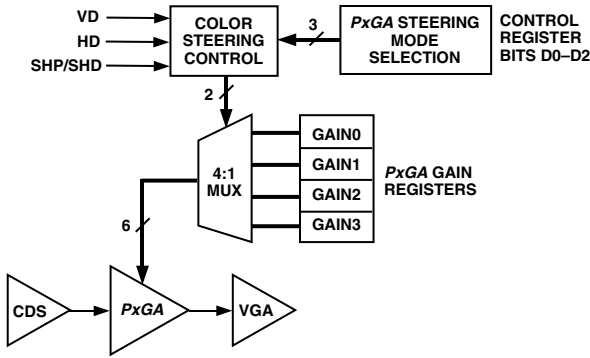 VD
HD
SHP/SHD
COLOR
STEERING
CONTROL
3
PxGA STEERING
MODE
SELECTION
CONTROL
REGISTER
BITS D0–D2
2
4:1
MUX
GAIN0
GAIN1
GAIN2
GAIN3
PxGA GAIN
REGISTERS
6
CDS
PxGA
VGA